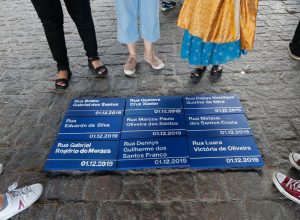 Rua Bruno
Gabriel dos Santos
01.12.2019
Rua Gustavo
Cruz Xavier
01.12.2019
Rua Denys Henrique
Quirino da Silva
01.12.2019
Rua
Eduardo da Silva
01.12.2019
Rua Marcos Paulo
Oliveira dos Santos
01.12.2019
Rua Mateus
dos Santos Costa
01.12.2019
Rua Gabriel
Rogério de Moraes
01.12.2019
Rua Dennys
Guilherme dos
Santos Franco
01.12.2019
Rua Luara
Victória de Oliveira
01.12.2019